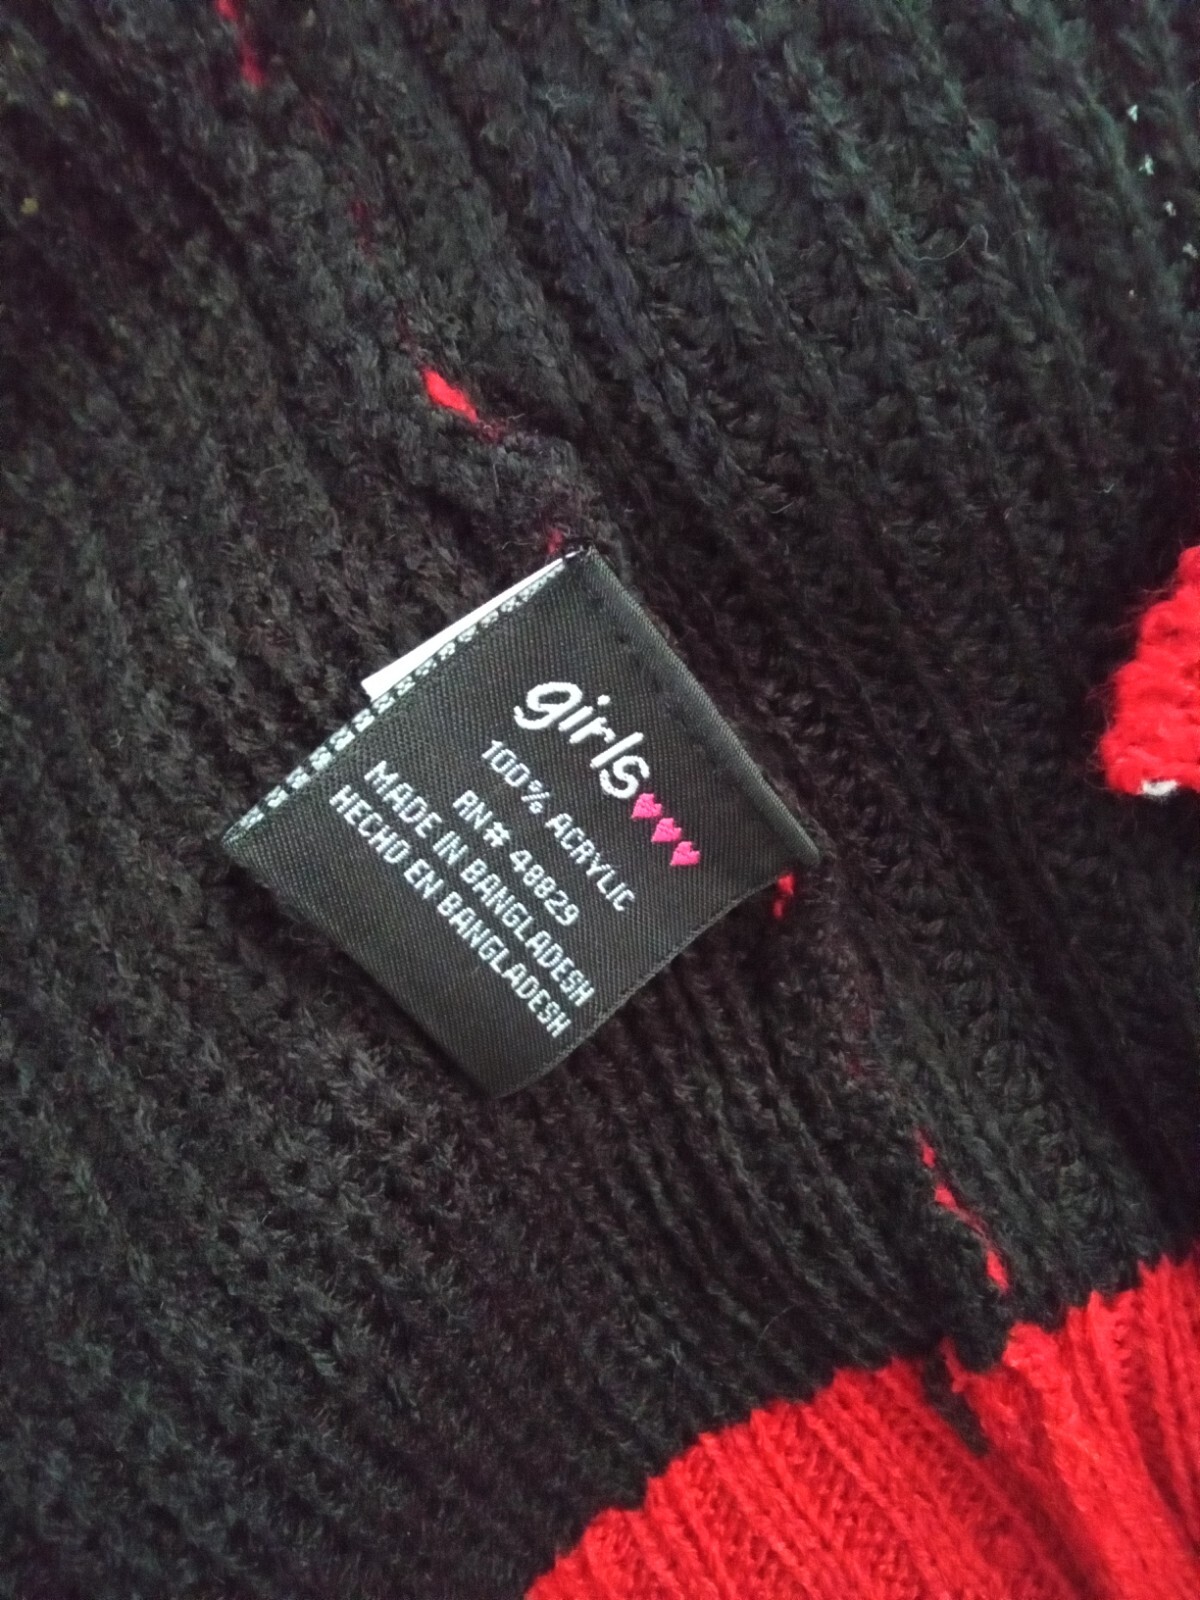 girls
100% ACRYLIC
RN# 48829
MADE IN BANGLADESH
HECHO EN BANGLADESH